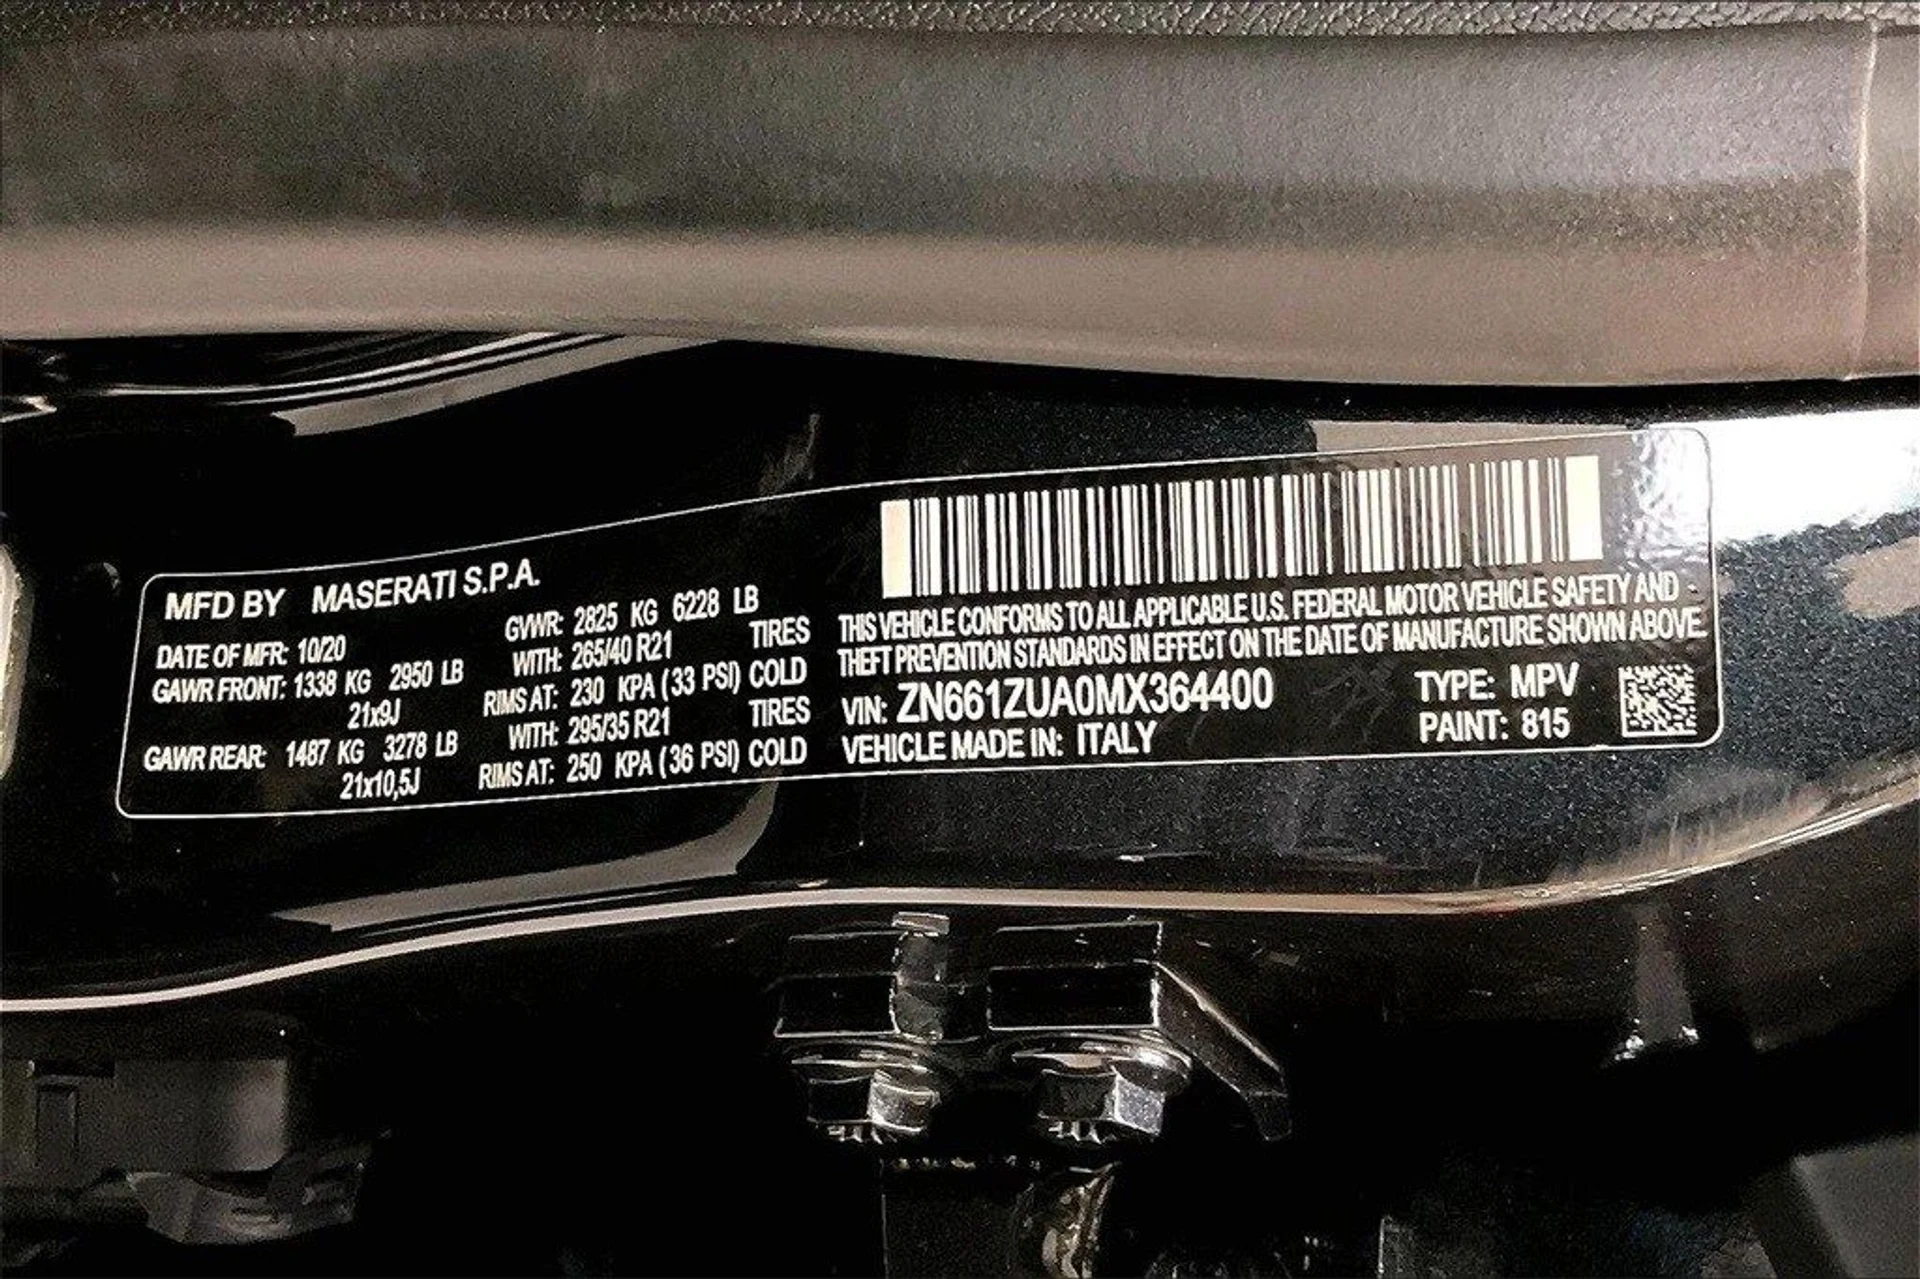 MFD BY MASERATI S.P.A.
DATE OF MFR: 10/20 GVWR: 2825 KG 6228 LB
GAWR FRONT: 1338 KG 2950 LB WITH: 265/40 R21 TIRES
21x9J RIMS AT: 230 KPA (33 PSI) COLD
GAWR REAR: 1487 KG 3278 LB WITH: 295/35 R21 TIRES
21x10,5J RIMS AT: 250 KPA (36 PSI) COLD
THIS VEHICLE CONFORMS TO ALL APPLICABLE U.S. FEDERAL MOTOR VEHICLE SAFETY AND
THEFT PREVENTION STANDARDS IN EFFECT ON THE DATE OF MANUFACTURE SHOWN ABOVE.
VIN: ZN661ZUA0MX364400 TYPE: MPV
VEHICLE MADE IN: ITALY PAINT: 815